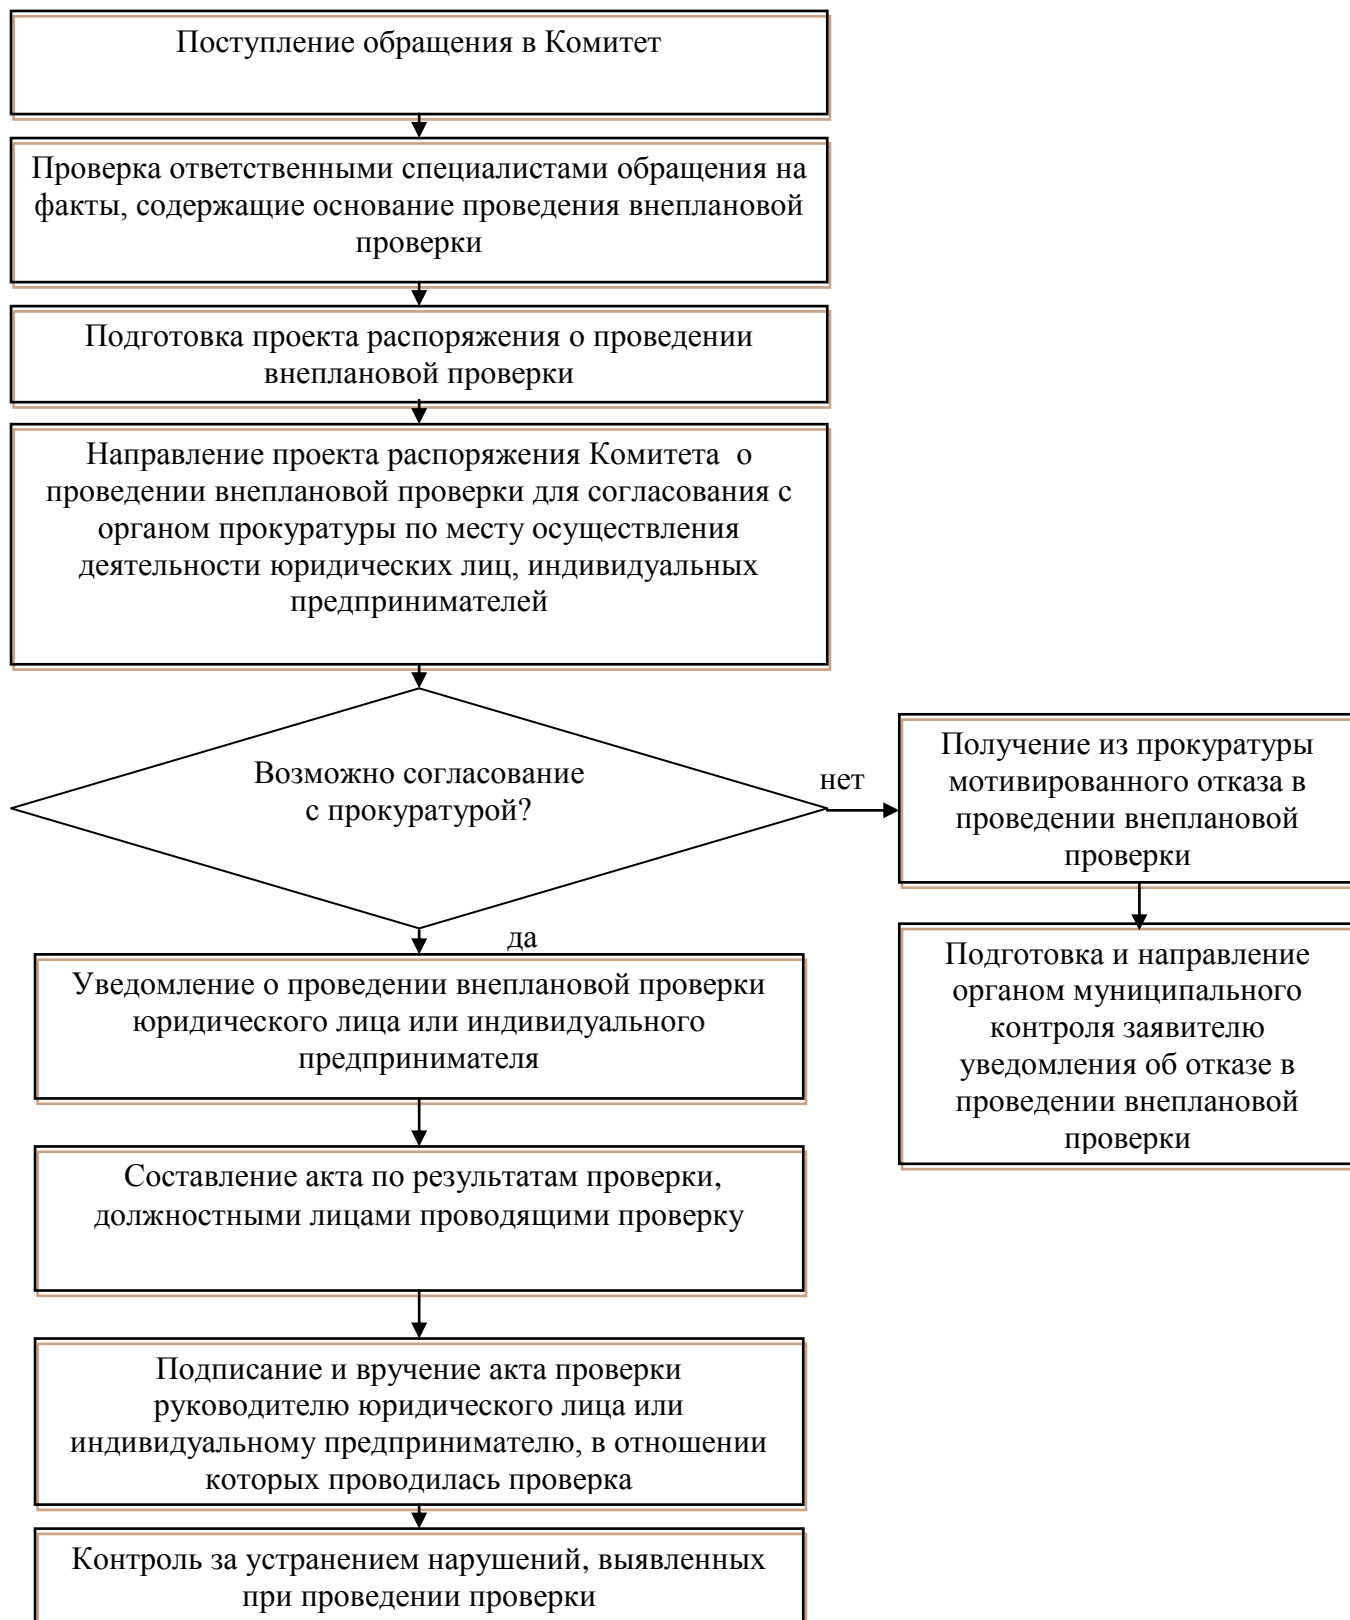 Поступление обращения в Комитет
Проверка ответственными специалистами обращения на
факты, содержащие основание проведения внеплановой
проверки
Подготовка проекта распоряжения о проведении
внеплановой проверки
Направление проекта распоряжения Комитета  о
проведении внеплановой проверки для согласования с
органом прокуратуры по месту осуществления
деятельности юридических лиц, индивидуальных
предпринимателей
Возможно согласование
с прокуратурой?
нет
Получение из прокуратуры
мотивированного отказа в
проведении внеплановой
проверки
Подготовка и направление
органом муниципального
контроля заявителю
уведомления об отказе в
проведении внеплановой
проверки
да
Уведомление о проведении внеплановой проверки
юридического лица или индивидуального
предпринимателя
Составление акта по результатам проверки,
должностными лицами проводящими проверку
Подписание и вручение акта проверки
руководителю юридического лица или
индивидуальному предпринимателю, в отношении
которых проводилась проверка
Контроль за устранением нарушений, выявленных
при проведении проверки